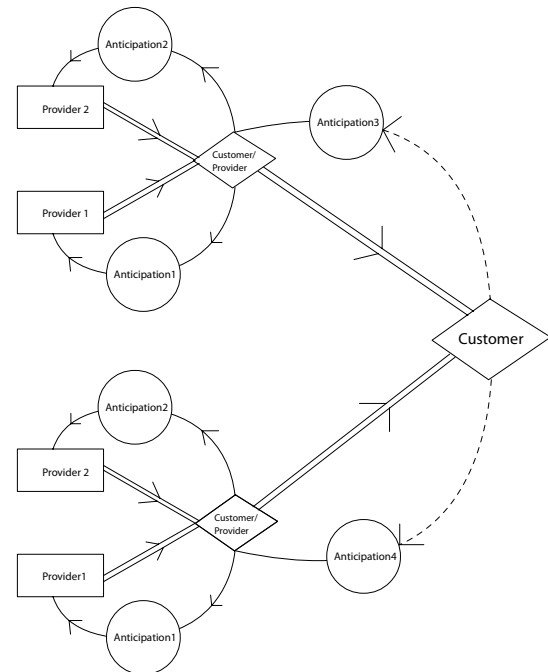 Anticipation2
Provider 2
Anticipation3
Customer/
Provider
Provider 1
Anticipation1
Customer
Anticipation2
Provider 2
Customer/
Provider
Anticipation4
Provider1
Anticipation1